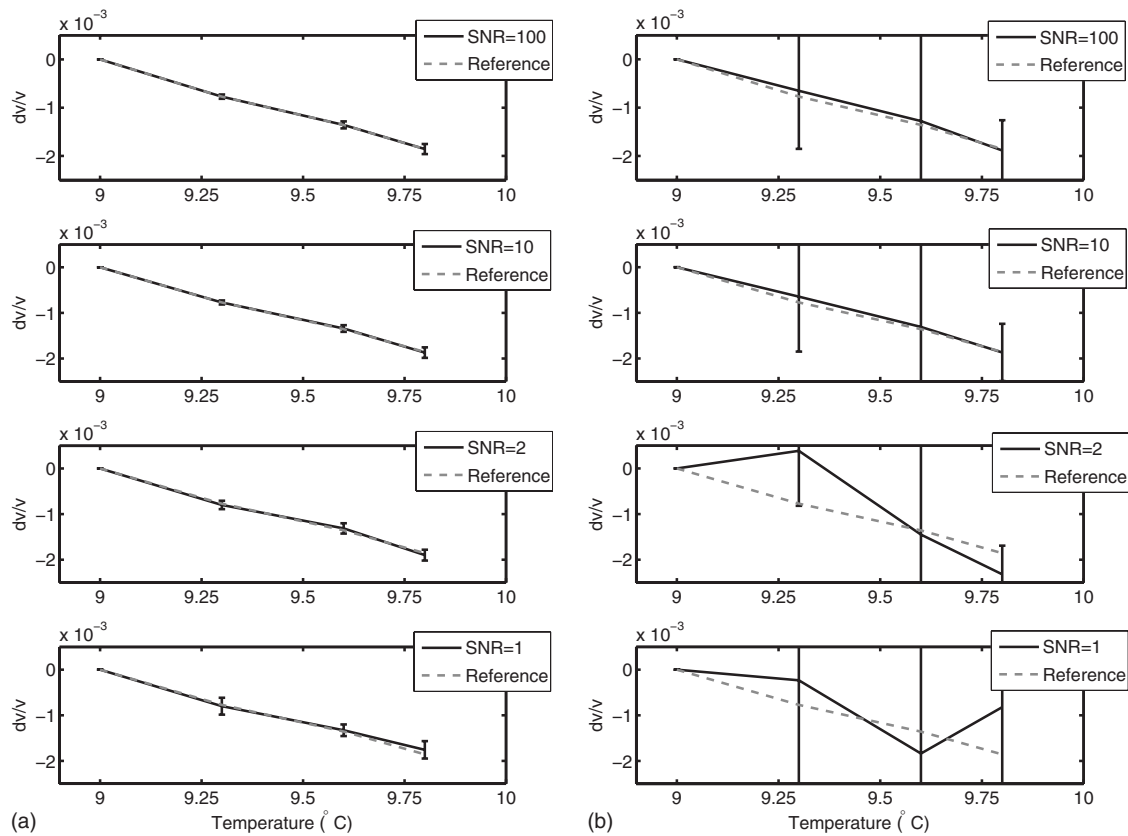 x 10⁻³
SNR=100
Reference
0
−1
−2
dv/v
9 9.25 9.5 9.75 10
x 10⁻³
SNR=10
Reference
0
−1
−2
dv/v
9 9.25 9.5 9.75 10
x 10⁻³
SNR=2
Reference
0
−1
−2
dv/v
9 9.25 9.5 9.75 10
x 10⁻³
SNR=1
Reference
0
−1
−2
dv/v
9 9.25 9.5 9.75 10
(a)
Temperature (° C)
x 10⁻³
SNR=100
Reference
0
−1
−2
dv/v
9 9.25 9.5 9.75 10
x 10⁻³
SNR=10
Reference
0
−1
−2
dv/v
9 9.25 9.5 9.75 10
x 10⁻³
SNR=2
Reference
0
−1
−2
dv/v
9 9.25 9.5 9.75 10
x 10⁻³
SNR=1
Reference
0
−1
−2
dv/v
9 9.25 9.5 9.75 10
(b)
Temperature (° C)